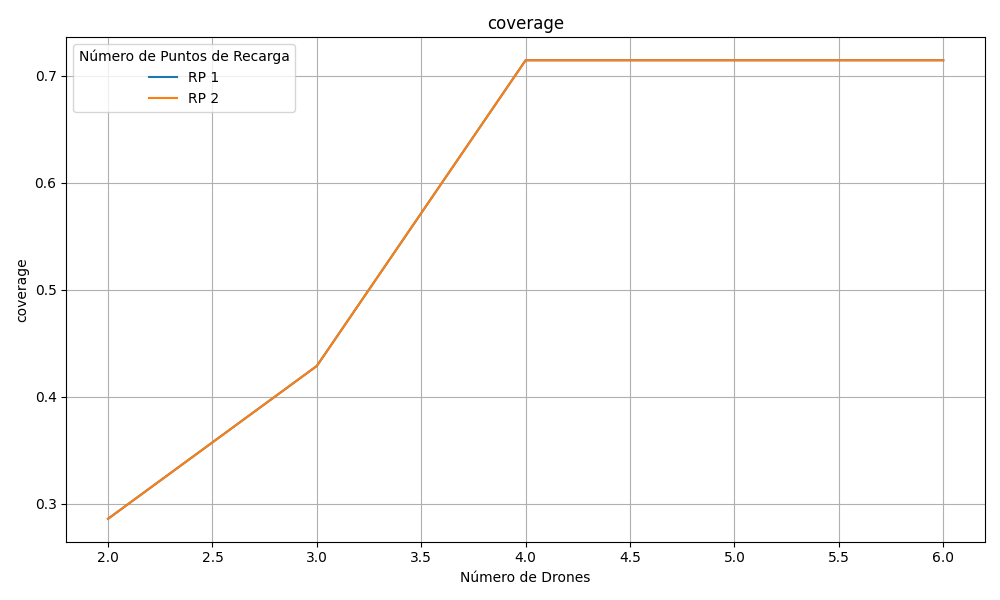 coverage
Número de Puntos de Recarga
RP 1
RP 2
0.7
0.6
0.5
0.4
0.3
coverage
2.0 2.5 3.0 3.5 4.0 4.5 5.0 5.5 6.0
Número de Drones